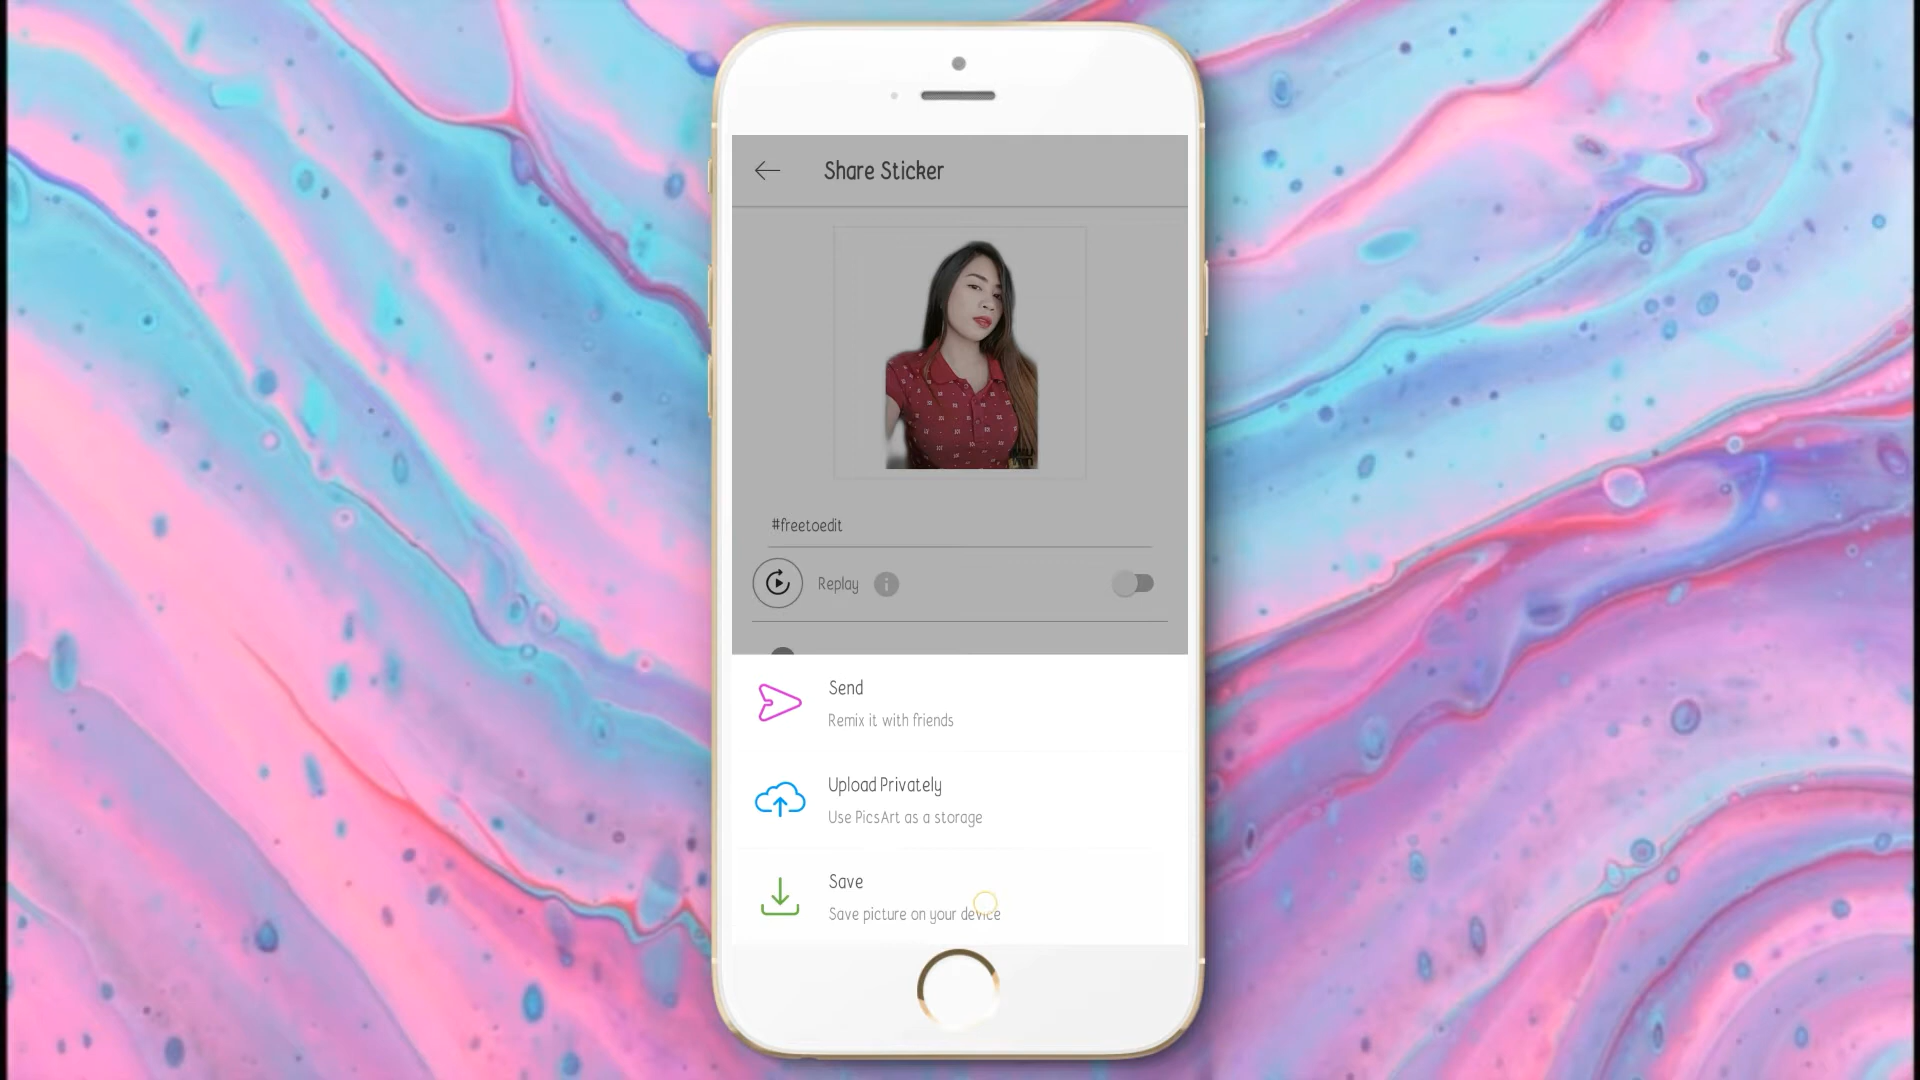 Share Sticker
#freetoedit
Replay
Send
Remix it with friends
Upload Privately
Use PicsArt as a storage
Save
Save picture on your device